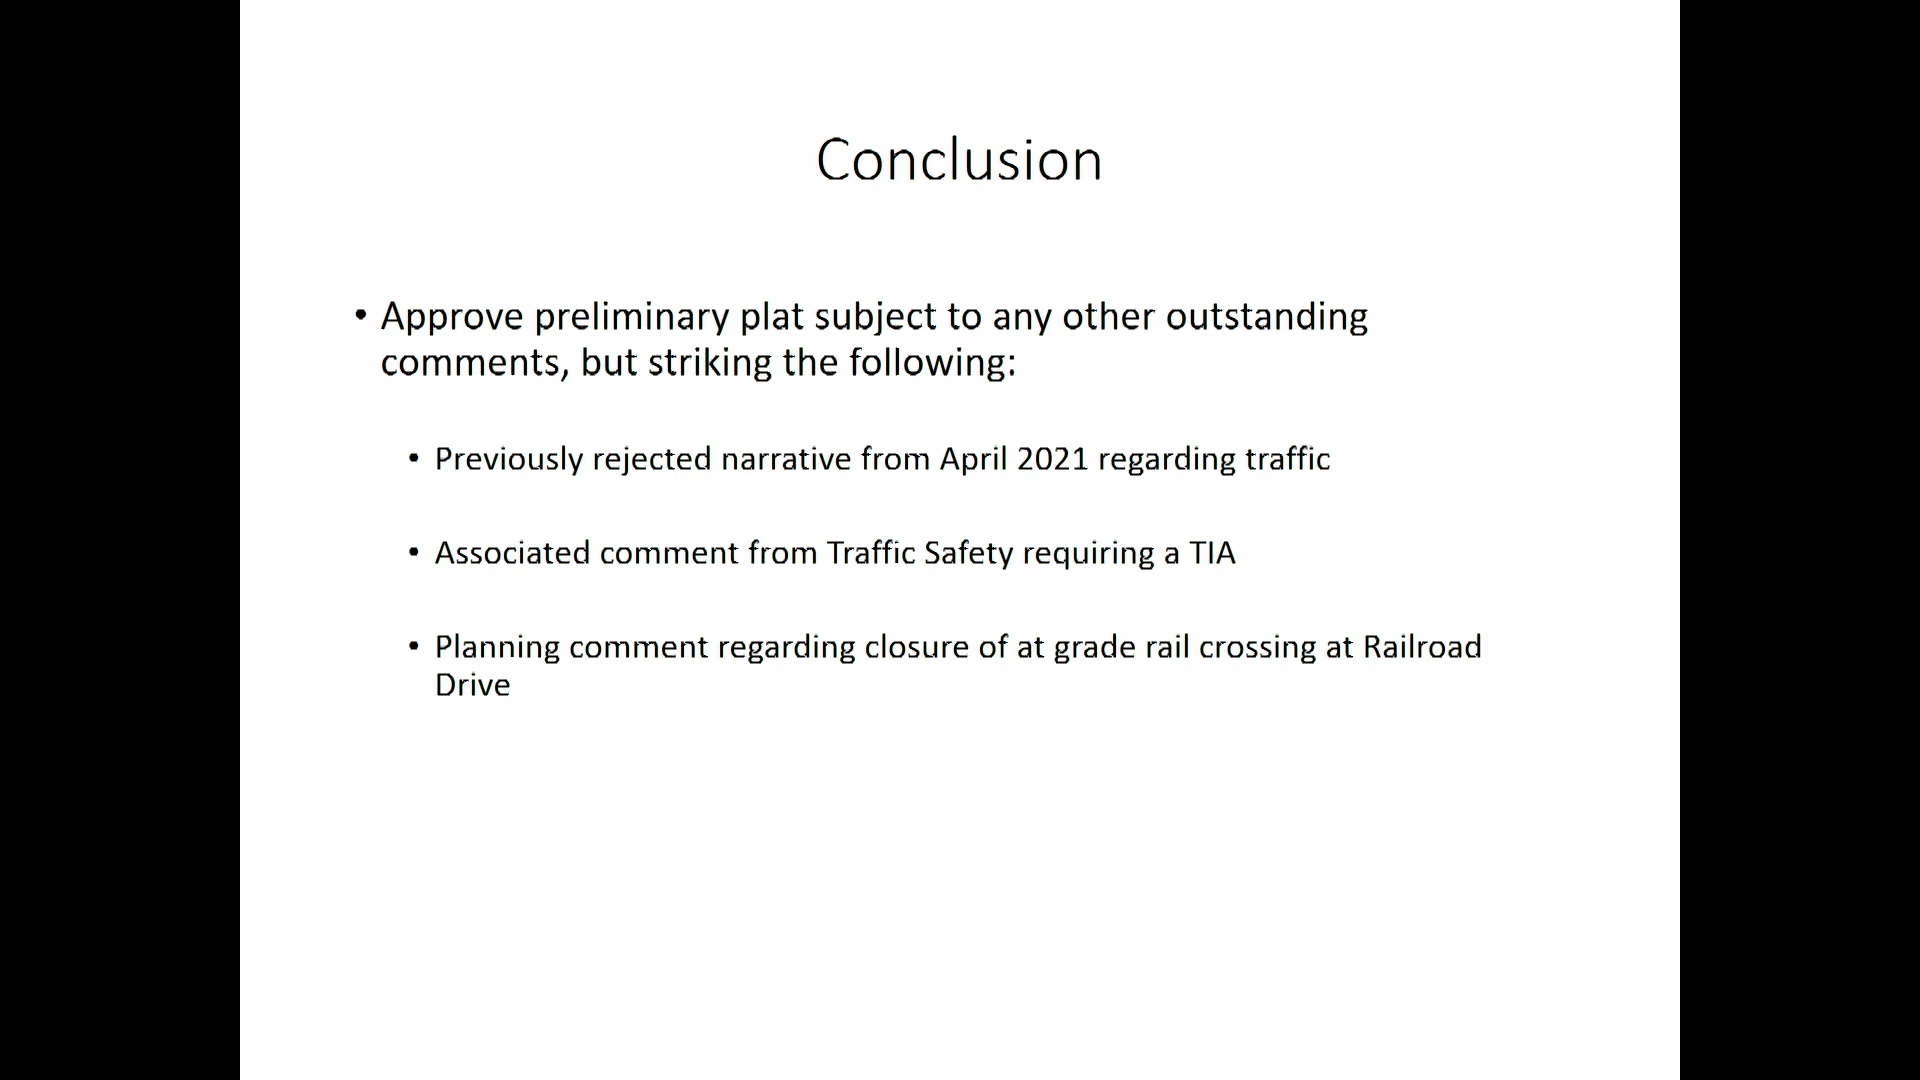 Conclusion
• Approve preliminary plat subject to any other outstanding
comments, but striking the following:
• Previously rejected narrative from April 2021 regarding traffic
• Associated comment from Traffic Safety requiring a TIA
• Planning comment regarding closure of at grade rail crossing at Railroad
Drive